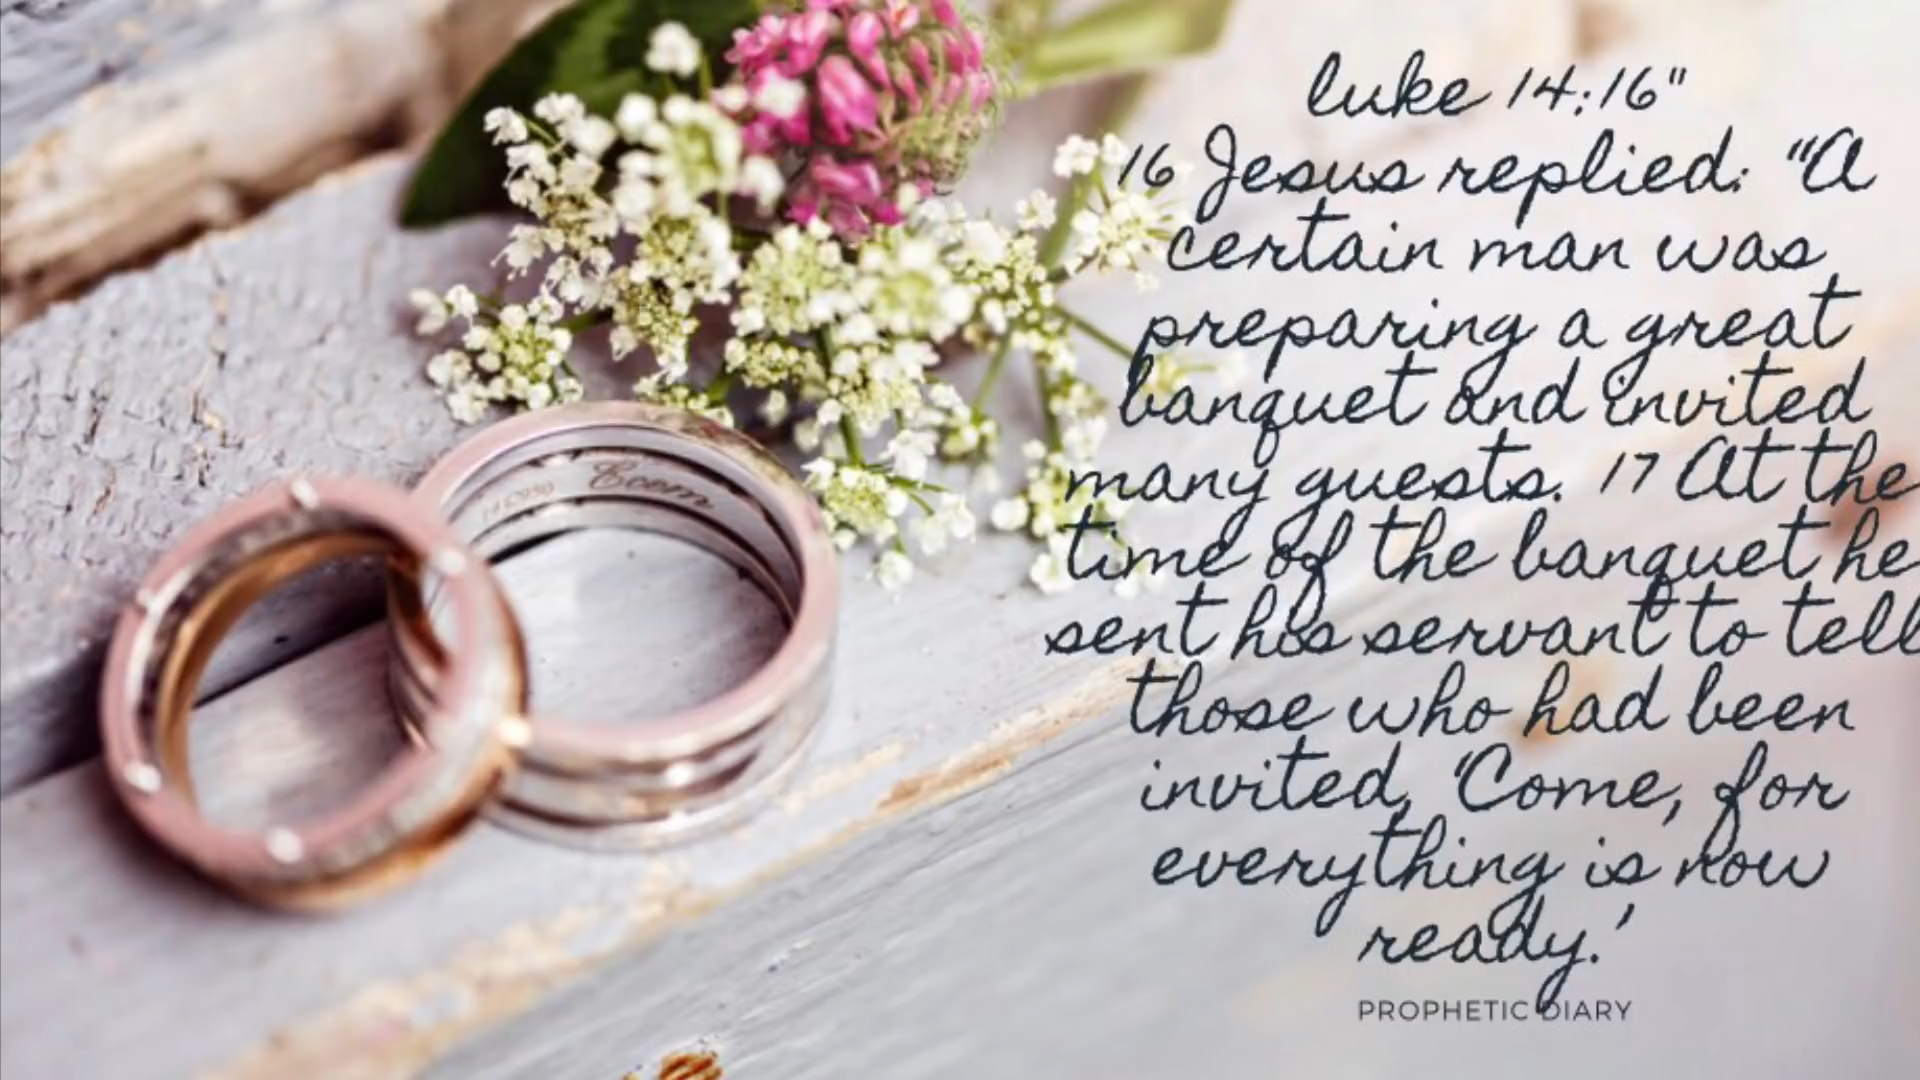 luke 14:16"
16 Jesus replied: "A
certain man was
preparing a great
banquet and invited
many guests. 17 At the
time of the banquet he
sent his servant to tell
those who had been
invited, 'Come, for
everything is now
ready.'
PROPHETIC DIARY
Ecem